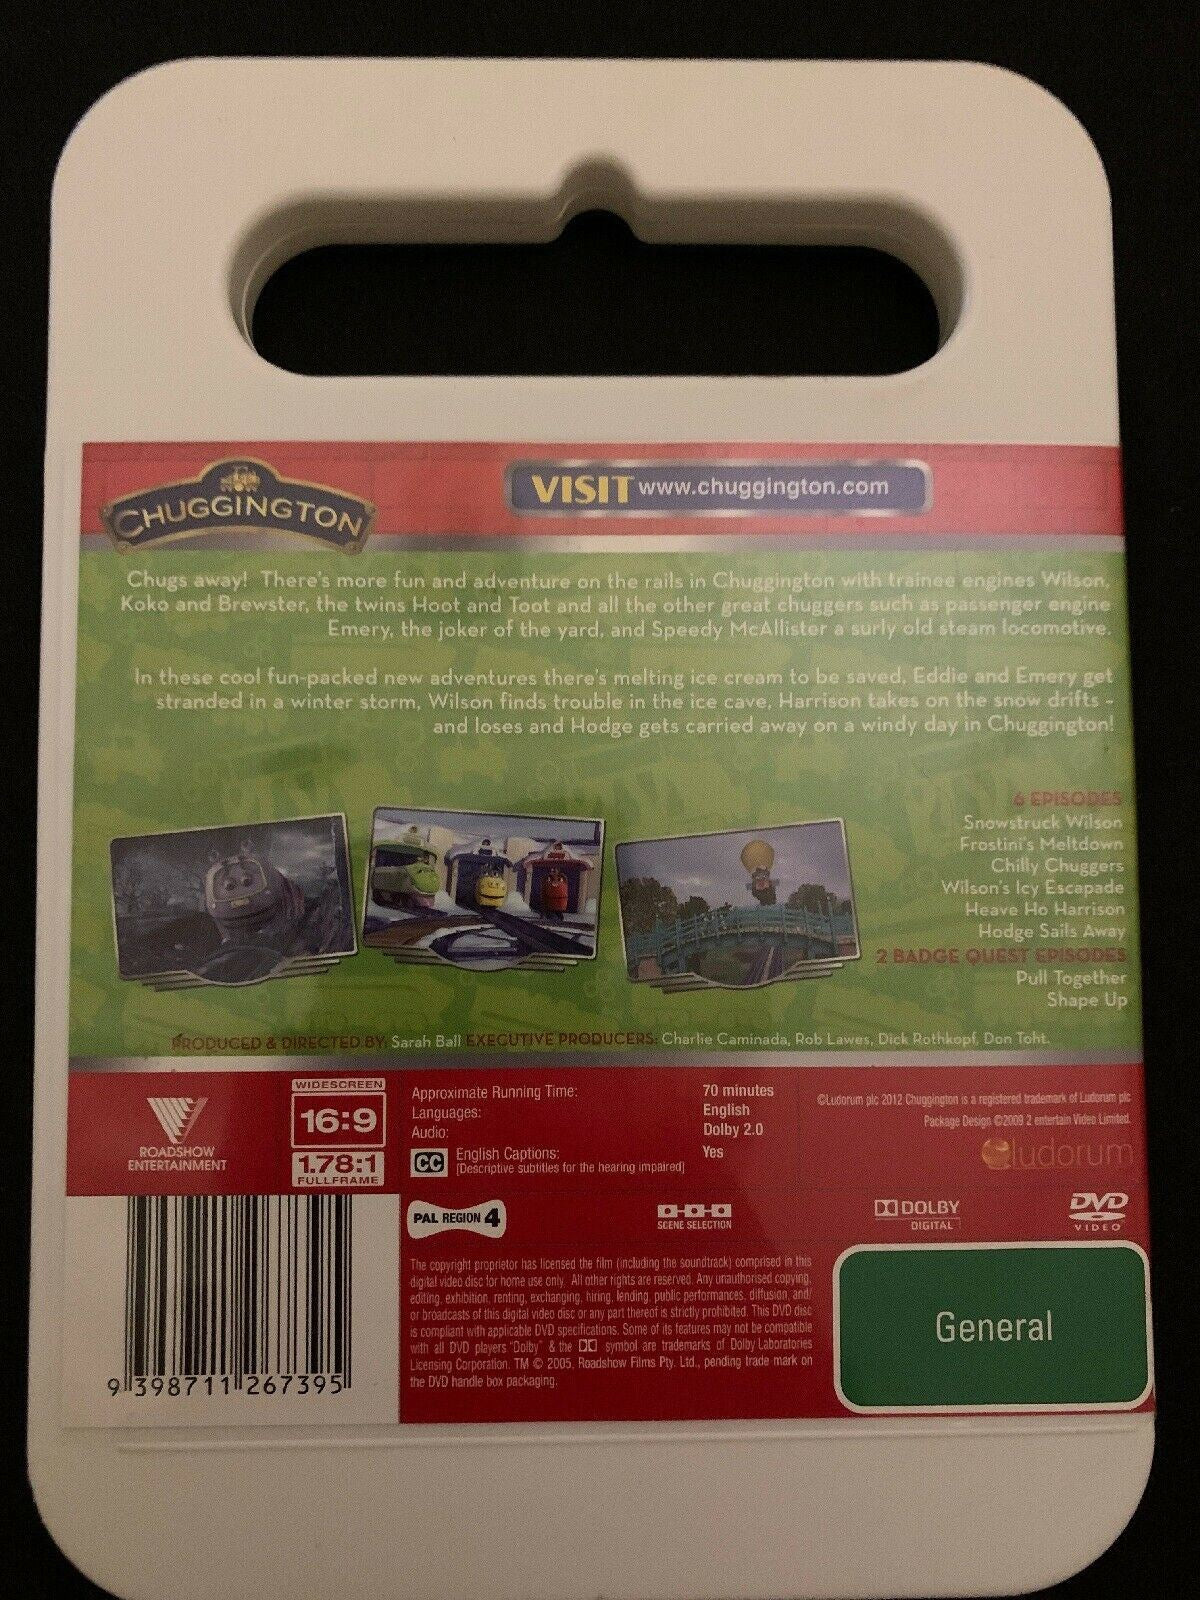 CHUGGINGTON
VISIT www.chuggington.com
Chugs away! There's more fun and adventure on the rails in Chuggington with trainee engines Wilson,
Koko and Brewster, the twins Hoot and Toot and all the other great chuggers such as passenger engine
Emery, the joker of the yard, and Speedy McAllister a surly old steam locomotive.
In these cool fun-packed new adventures there's melting ice cream to be saved, Eddie and Emery get
stranded in a winter storm, Wilson finds trouble in the ice cave, Harrison takes on the snow drifts -
and loses and Hodge gets carried away on a windy day in Chuggington!
6 EPISODES
Snowstruck Wilson
Frostini's Meltdown
Chilly Chuggers
Wilson's Icy Escapade
Heave Ho Harrison
Hodge Sails Away
2 BADGE QUEST EPISODES
Pull Together
Shape Up
PRODUCED & DIRECTED BY: Sarah Ball EXECUTIVE PRODUCERS: Charlie Caminada, Rob Lawes, Dick Rothkopf, Don Toht.
ROADSHOW
ENTERTAINMENT
WIDESCREEN
16:9
1.78:1
FULLFRAME
Approximate Running Time: 70 minutes
Languages: English
Audio: Dolby 2.0
CC English Captions: Yes
[Descriptive subtitles for the hearing impaired]
©Ludorum plc 2012 Chuggington is a registered trademark of Ludorum plc
Package Design ©2009 2 entertain Video Limited.
ludorum
PAL REGION 4
SCENE SELECTION
DOLBY
DIGITAL
DVD
VIDEO
The copyright proprietor has licensed the film (including the soundtrack) comprised in this
digital video disc for home use only. All other rights are reserved. Any unauthorised copying,
editing, exhibition, renting, exchanging, hiring, lending, public performances, diffusion, and/
or broadcasts of this digital video disc or any part thereof is strictly prohibited. This DVD disc
is compliant with applicable DVD specifications. Some of its features may not be compatible
with all DVD players "Dolby" & the DD symbol are trademarks of Dolby Laboratories
Licensing Corporation. TM © 2005, Roadshow Films Pty. Ltd., pending trade mark on
the DVD handle box packaging.
General
9 398711 267395